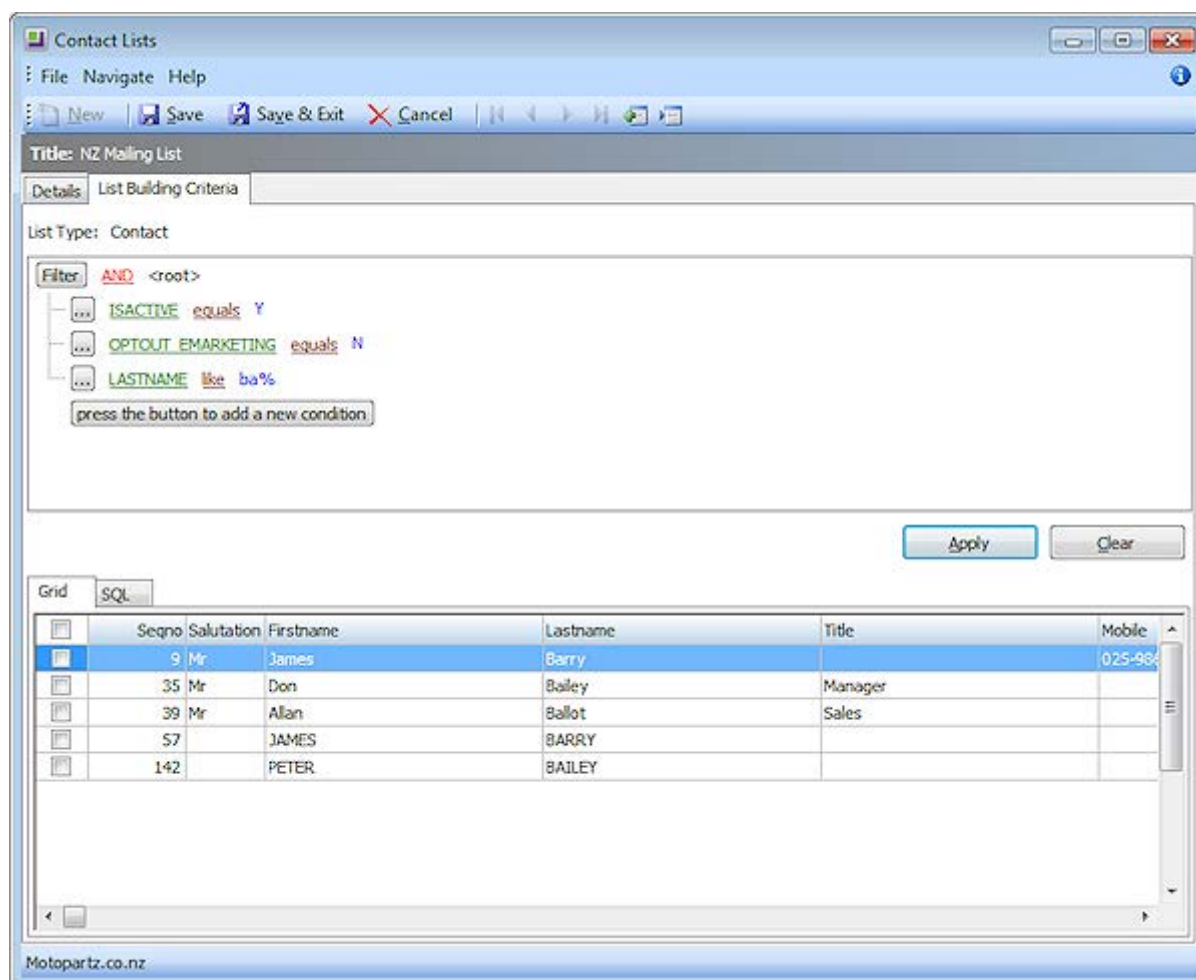 Contact Lists
File Navigate Help
New Save Save & Exit Cancel
Title: NZ Mailing List
Details List Building Criteria
List Type: Contact
Filter AND <root>
... ISACTIVE equals Y
... OPTOUT_EMARKETING equals N
... LASTNAME like ba%
press the button to add a new condition
Apply Clear
Grid SQL
Seqno Salutation Firstname Lastname Title Mobile
9 Mr James Barry 025-986
35 Mr Don Bailey Manager
39 Mr Allan Ballot Sales
57 JAMES BARRY
142 PETER BAILEY
Motopartz.co.nz